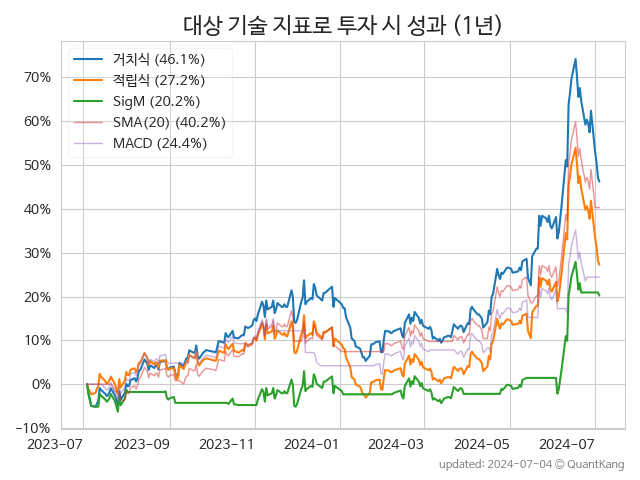 대상 기술 지표로 투자 시 성과 (1년)
거치식 (46.1%)
적립식 (27.2%)
SigM (20.2%)
SMA(20) (40.2%)
MACD (24.4%)
70%
60%
50%
40%
30%
20%
10%
0%
−10%
2023-07 2023-09 2023-11 2024-01 2024-03 2024-05 2024-07
updated: 2024-07-04 © QuantKang